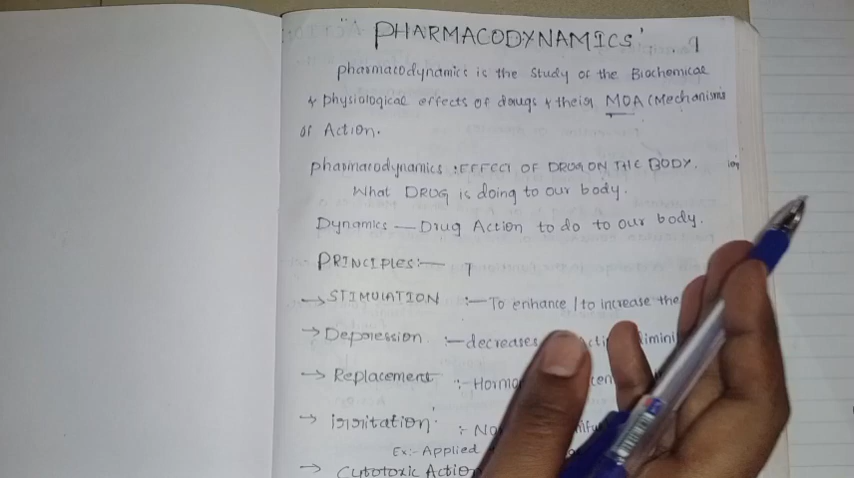 " PHARMACODYNAMICS '
pharmacodynamics is the study of the Biochemical
& physiological effects of drugs & their MOA (Mechanisms
of Action.
pharmacodynamics : EFFECT OF DRUG ON THE BODY.
What DRUG is doing to our body.
Dynamics — Drug Action to do to our body.
PRINCIPLES:—
→ STIMULATION :— To enhance / to increase the
→ Depression :— decreases
→ Replacement :-
→ irritation :-
Ex:- Applied
→ Cytotoxic Action